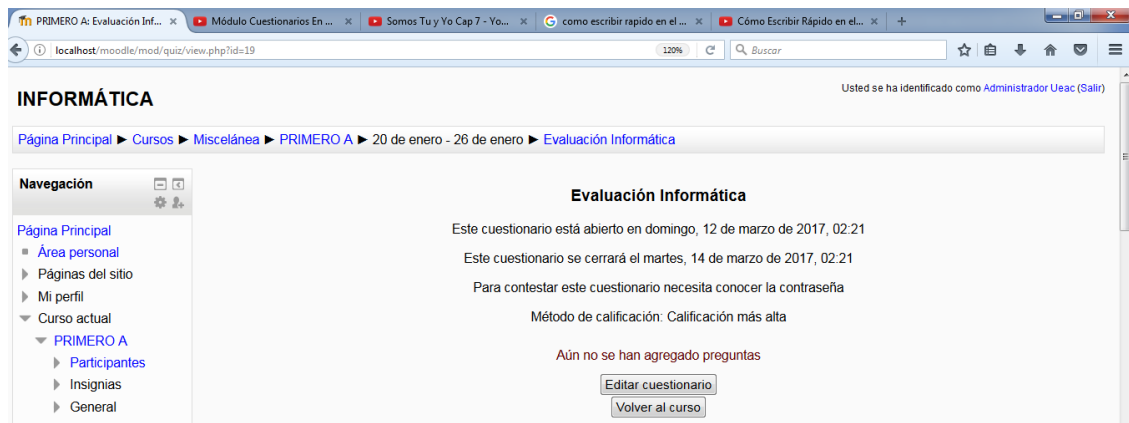 PRIMERO A: Evaluación Inf...
Módulo Cuestionarios En ...
Somos Tu y Yo Cap 7 - Yo...
como escribir rapido en el ...
Cómo Escribir Rápido en el...
localhost/moodle/mod/quiz/view.php?id=19
120%
Buscar
INFORMÁTICA
Usted se ha identificado como Administrador Ueac (Salir)
Página Principal ► Cursos ► Miscelánea ► PRIMERO A ► 20 de enero - 26 de enero ► Evaluación Informática
Navegación
Página Principal
Área personal
Páginas del sitio
Mi perfil
Curso actual
PRIMERO A
Participantes
Insignias
General
Evaluación Informática
Este cuestionario está abierto en domingo, 12 de marzo de 2017, 02:21
Este cuestionario se cerrará el martes, 14 de marzo de 2017, 02:21
Para contestar este cuestionario necesita conocer la contraseña
Método de calificación: Calificación más alta
Aún no se han agregado preguntas
Editar cuestionario
Volver al curso